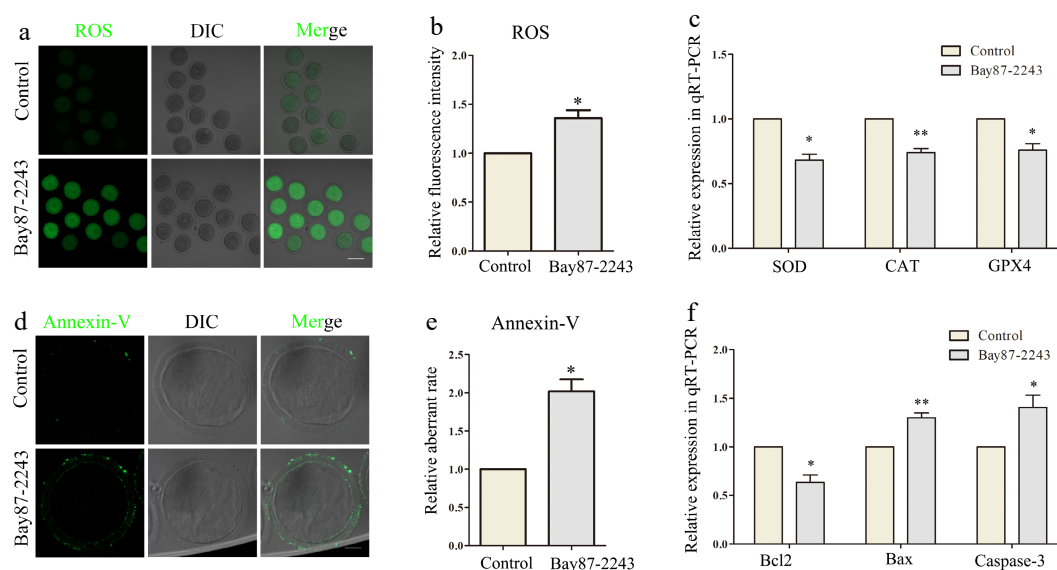 a
ROS
DIC
Merge
Control
Bay87-2243
b
ROS
Relative fluorescence intensity
2.0
1.5
1.0
0.5
0.0
*
Control
Bay87-2243
c
Control
Bay87-2243
Relative expression in qRT-PCR
1.5
1.0
0.5
0.0
*
**
*
SOD
CAT
GPX4
d
Annexin-V
DIC
Merge
Control
Bay87-2243
e
Annexin-V
Relative aberrant rate
2.5
2.0
1.5
1.0
0.5
0.0
*
Control
Bay87-2243
f
Control
Bay87-2243
Relative expression in qRT-PCR
2.0
1.5
1.0
0.5
0.0
*
**
*
Bcl2
Bax
Caspase-3